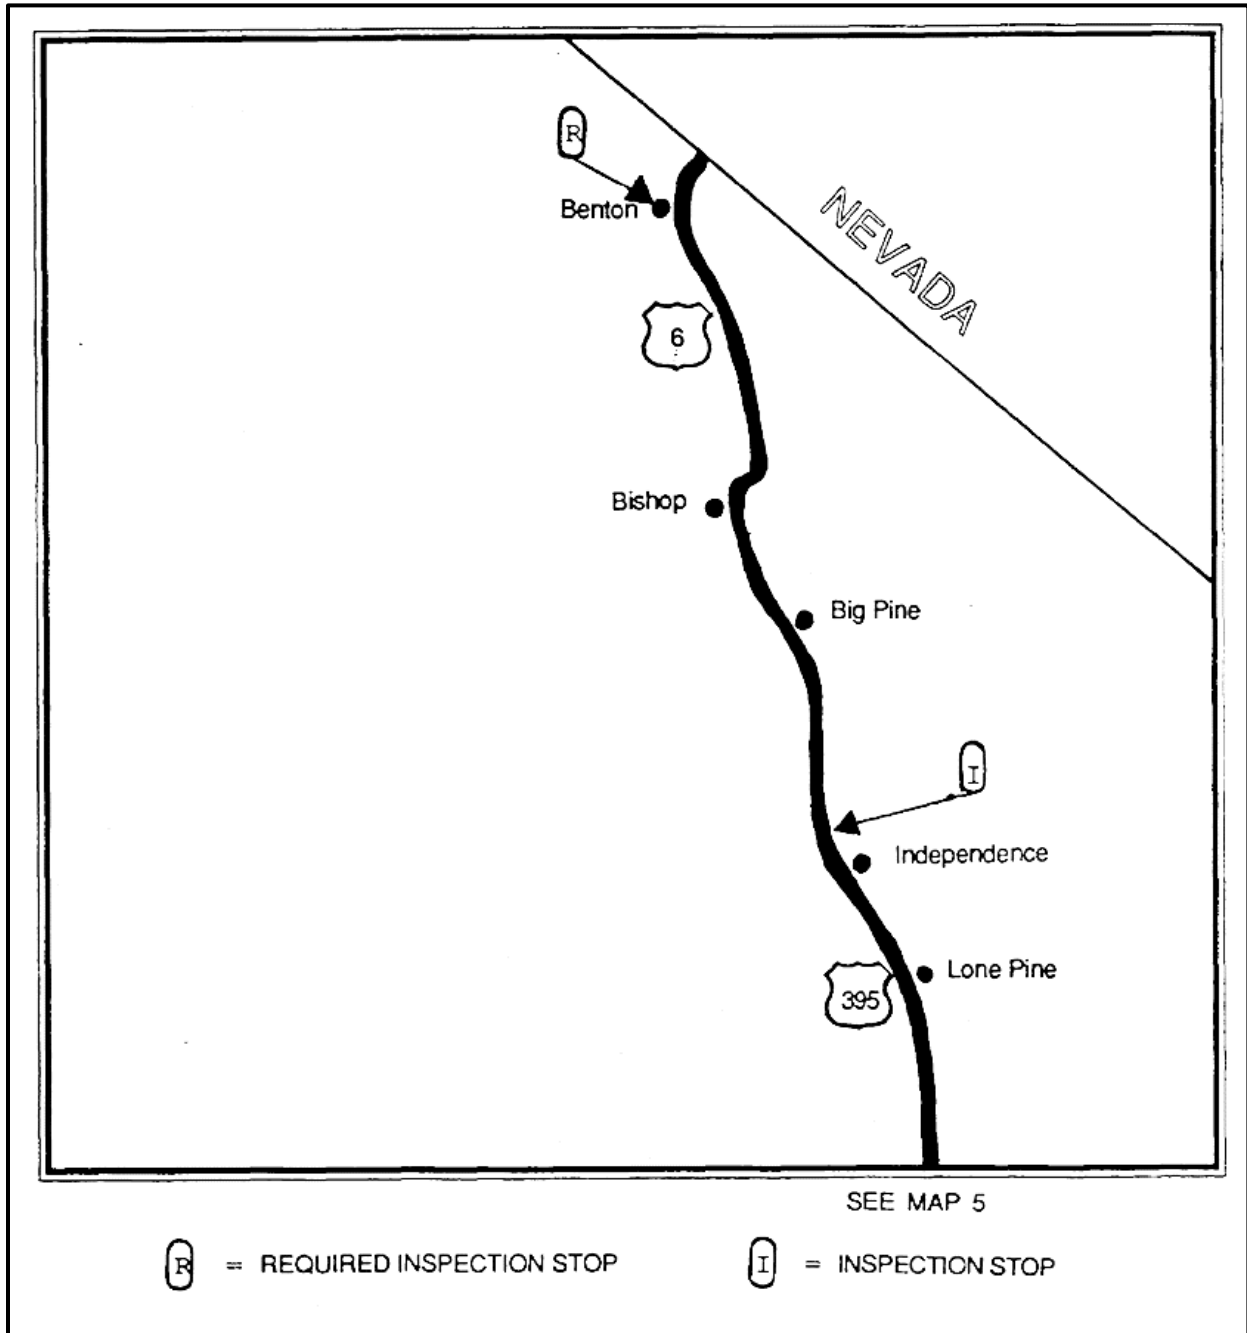 R
Benton
NEVADA
6
Bishop
Big Pine
I
Independence
Lone Pine
395
SEE MAP 5
R = REQUIRED INSPECTION STOP
I = INSPECTION STOP